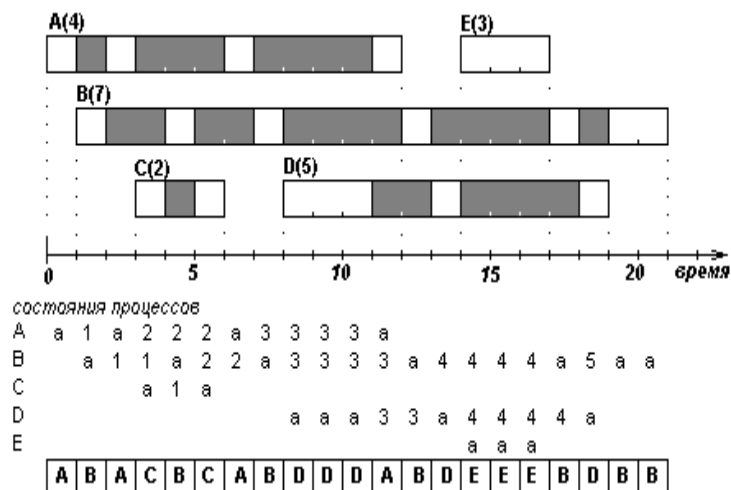 A(4) E(3)
B(7)
C(2) D(5)
0 5 10 15 20 время
состояния процессов
A a 1 a 2 2 2 a 3 3 3 3 a
B a 1 1 a 2 2 a 3 3 3 3 a 4 4 4 4 a 5 a a
C a 1 a
D a a a 3 3 a 4 4 4 4 a
E a a a
A B A C B C A B D D D A B D E E E B D B B